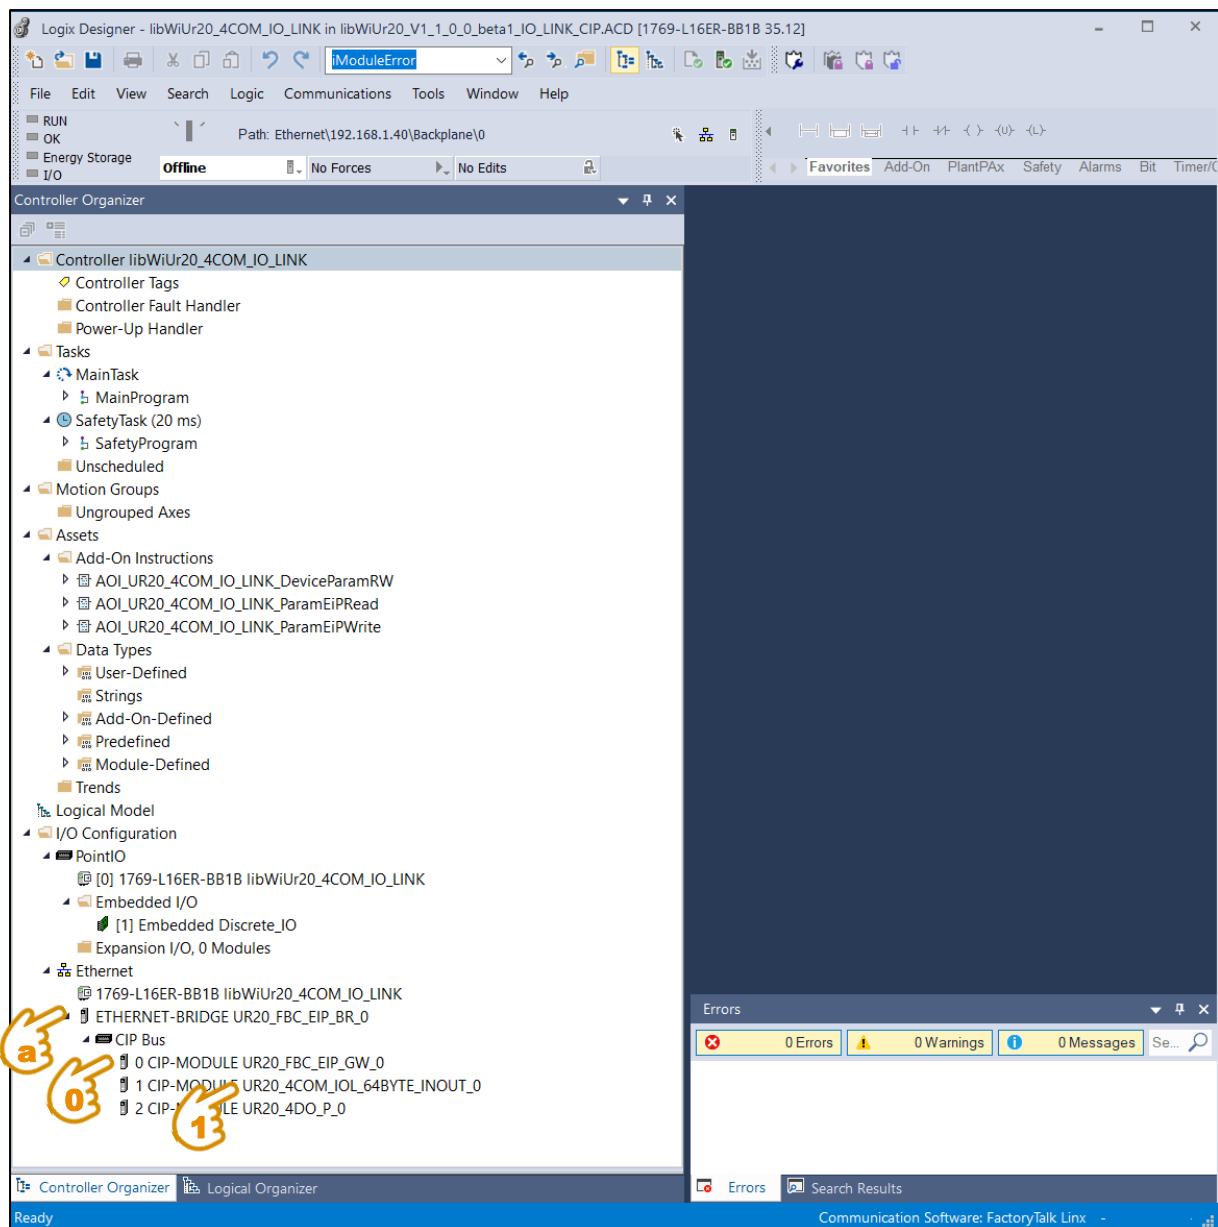 Logix Designer - libWiUr20_4COM_IO_LINK in libWiUr20_V1_1_0_0_beta1_IO_LINK_CIP.ACD [1769-L16ER-BB1B 35.12]
iModuleError
File Edit View Search Logic Communications Tools Window Help
RUN
OK
Energy Storage
I/O
Path: Ethernet\192.168.1.40\Backplane\0
Offline No Forces No Edits
Favorites Add-On PlantPAx Safety Alarms Bit Timer/C
Controller Organizer
Controller libWiUr20_4COM_IO_LINK
Controller Tags
Controller Fault Handler
Power-Up Handler
Tasks
MainTask
MainProgram
SafetyTask (20 ms)
SafetyProgram
Unscheduled
Motion Groups
Ungrouped Axes
Assets
Add-On Instructions
AOI_UR20_4COM_IO_LINK_DeviceParamRW
AOI_UR20_4COM_IO_LINK_ParamEiPRead
AOI_UR20_4COM_IO_LINK_ParamEiPWrite
Data Types
User-Defined
Strings
Add-On-Defined
Predefined
Module-Defined
Trends
Logical Model
I/O Configuration
PointIO
[0] 1769-L16ER-BB1B libWiUr20_4COM_IO_LINK
Embedded I/O
[1] Embedded Discrete_IO
Expansion I/O, 0 Modules
Ethernet
1769-L16ER-BB1B libWiUr20_4COM_IO_LINK
ETHERNET-BRIDGE UR20_FBC_EIP_BR_0
a
CIP Bus
0 CIP-MODULE UR20_FBC_EIP_GW_0
0
1 CIP-MODULE UR20_4COM_IOL_64BYTE_INOUT_0
1
2 CIP-M LE UR20_4DO_P_0
Errors
0 Errors 0 Warnings 0 Messages Se...
Controller Organizer Logical Organizer
Errors Search Results
Ready
Communication Software: FactoryTalk Linx -